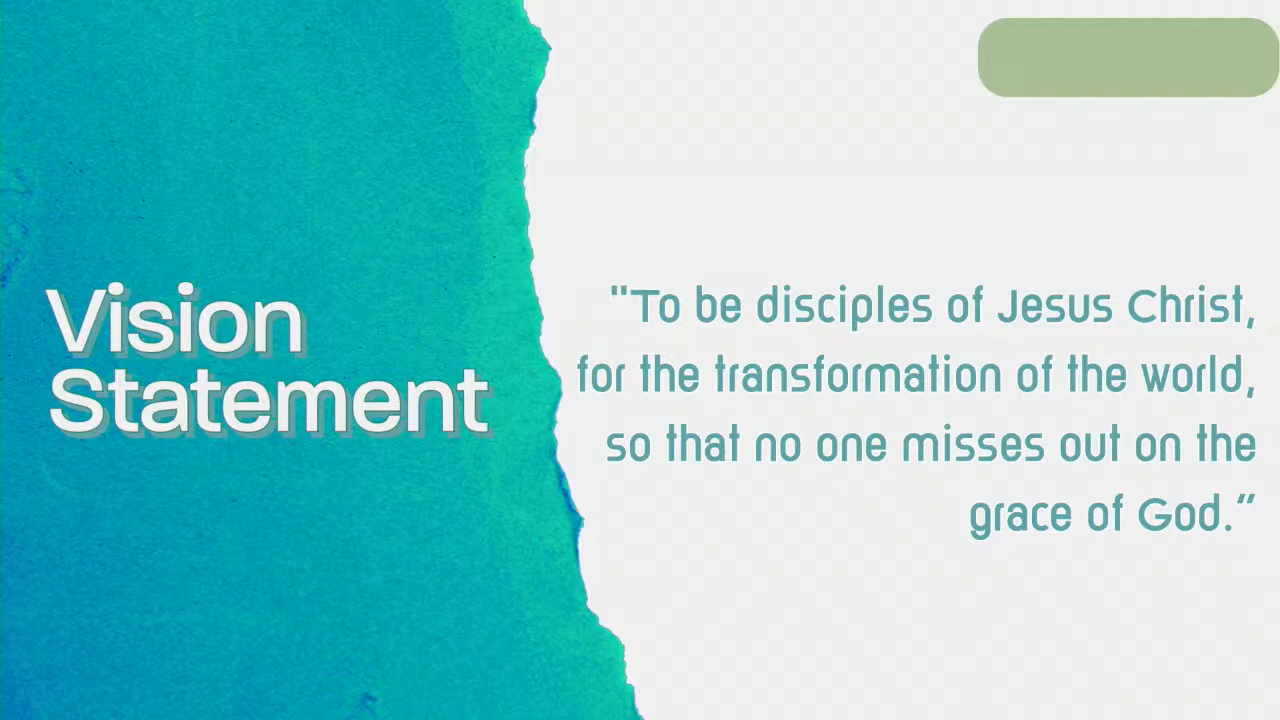 Vision
Statement
"To be disciples of Jesus Christ,
for the transformation of the world,
so that no one misses out on the
grace of God.”